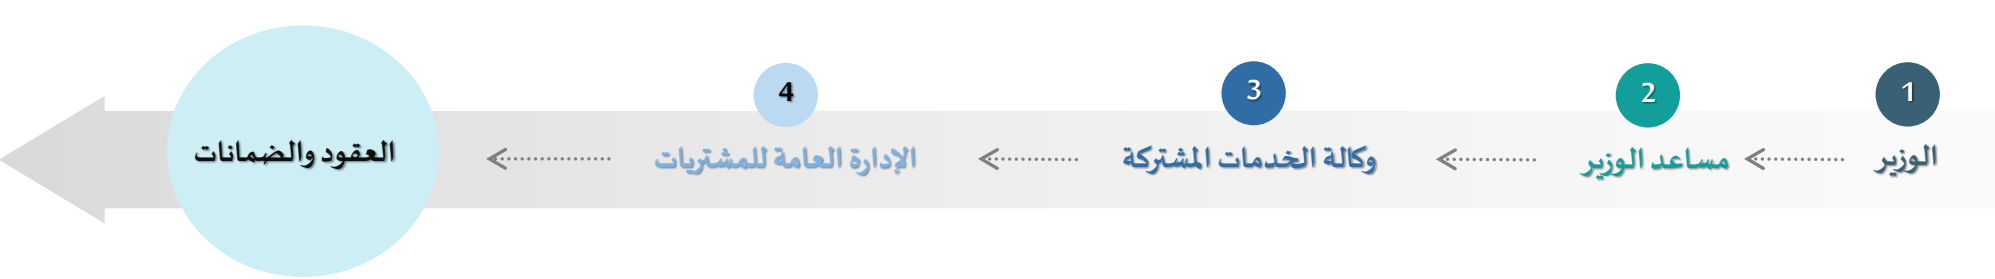 1
الوزير
2
مساعد الوزير
3
وكالة الخدمات المشتركة
4
الإدارة العامة للمشتريات
العقود والضمانات